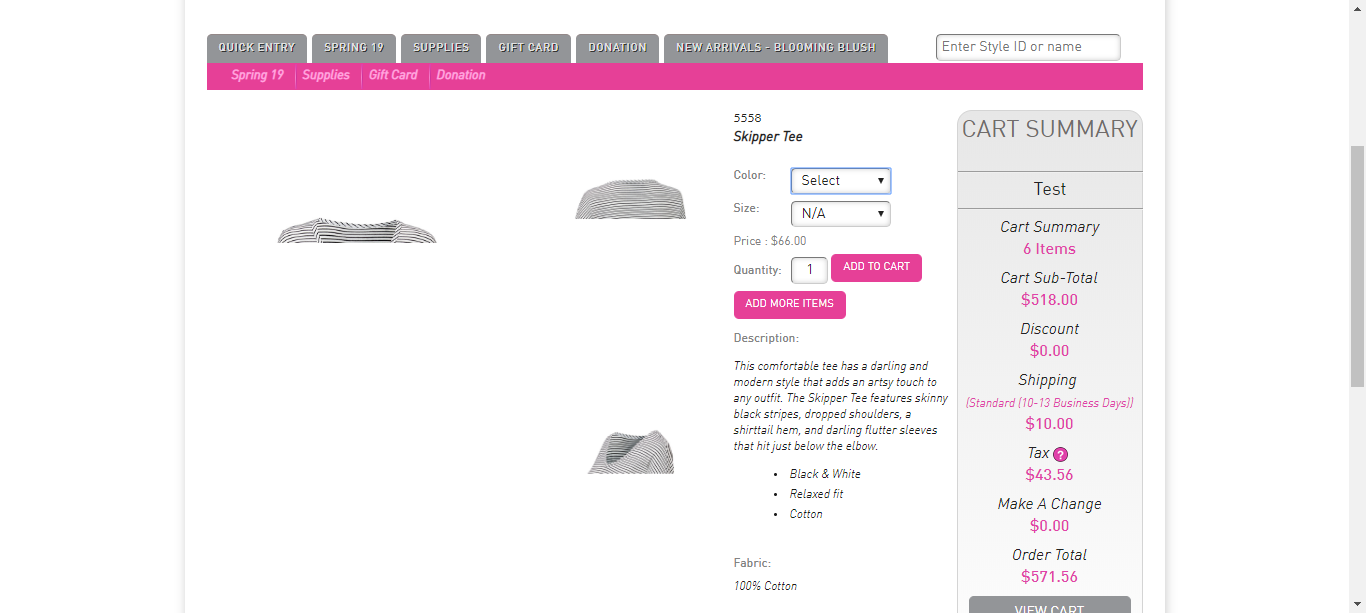 QUICK ENTRY
SPRING 19
SUPPLIES
GIFT CARD
DONATION
NEW ARRIVALS - BLOOMING BLUSH
Enter Style ID or name
Spring 19
Supplies
Gift Card
Donation
5558
Skipper Tee
Color: Select
Size: N/A
Price : $66.00
Quantity: 1 ADD TO CART
ADD MORE ITEMS
Description:
This comfortable tee has a darling and
modern style that adds an artsy touch to
any outfit. The Skipper Tee features skinny
black stripes, dropped shoulders, a
shirttail hem, and darling flutter sleeves
that hit just below the elbow.
• Black & White
• Relaxed fit
• Cotton
Fabric:
100% Cotton
CART SUMMARY
Test
Cart Summary
6 Items
Cart Sub-Total
$518.00
Discount
$0.00
Shipping
(Standard (10-13 Business Days))
$10.00
Tax ?
$43.56
Make A Change
$0.00
Order Total
$571.56
VIEW CART